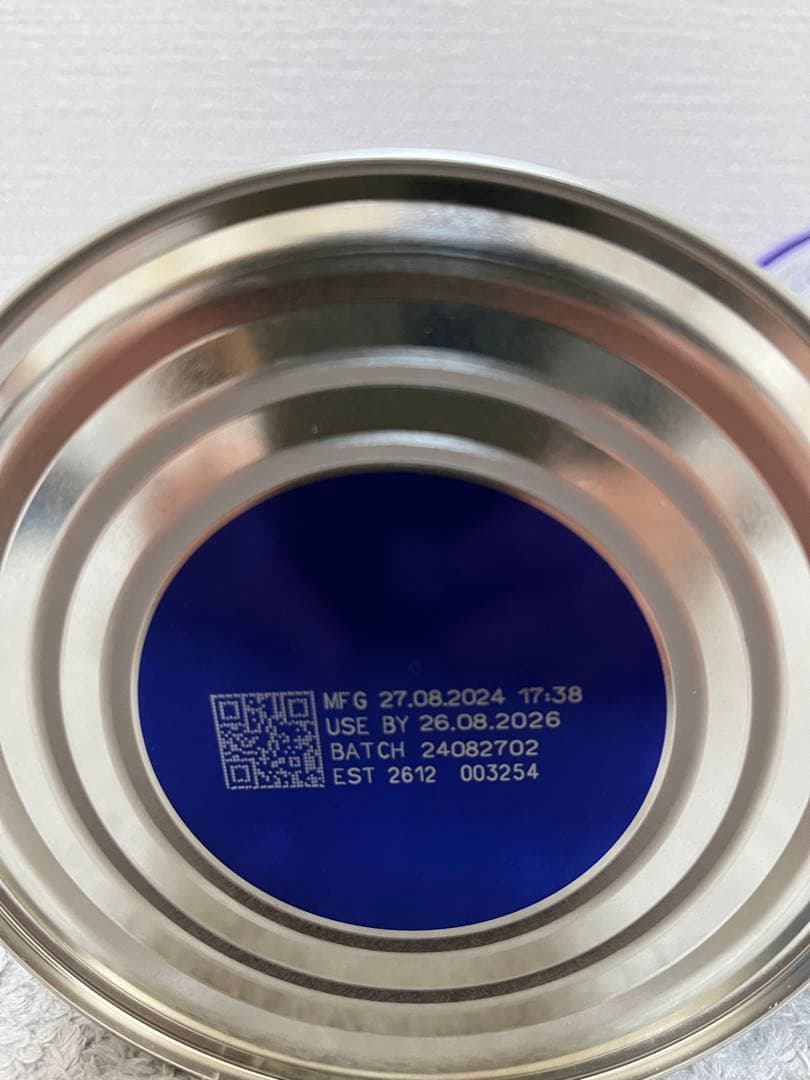 MFG 27.08.2024 17:38
USE BY 26.08.2026
BATCH 24082702
EST 2612 003254